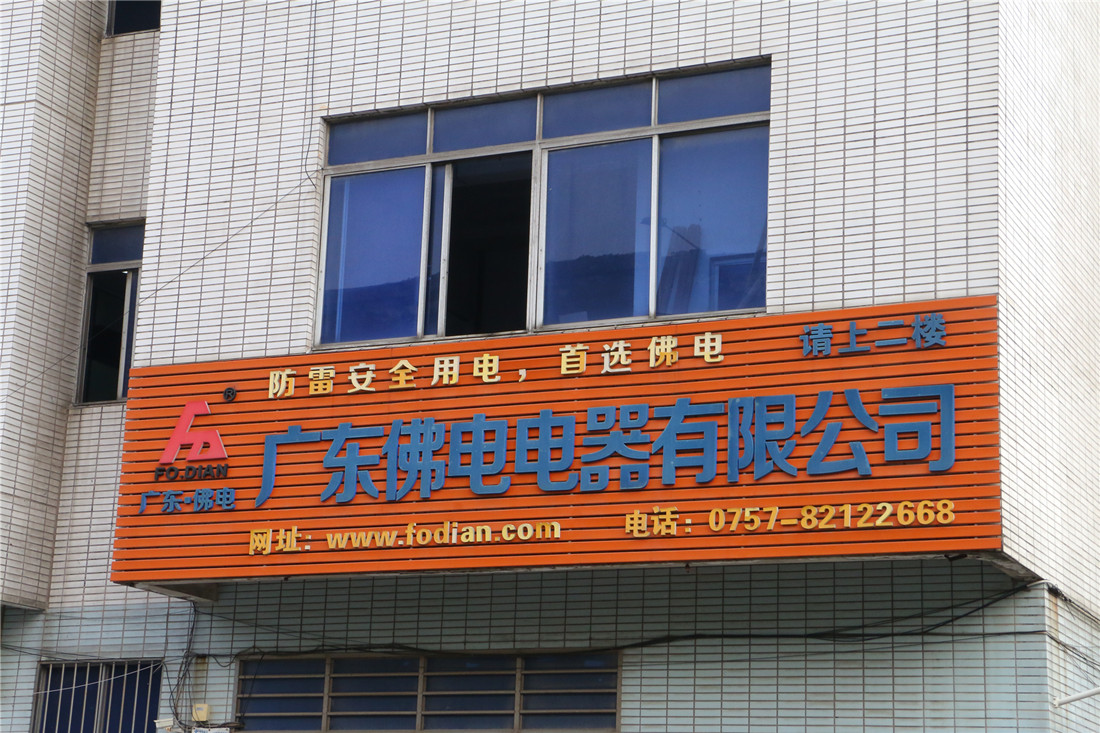 防雷安全用电，首选佛电
请上二楼
®
FO.DIAN
广东·佛电
广东佛电电器有限公司
网址：www.fodian.com
电话：0757-82122668